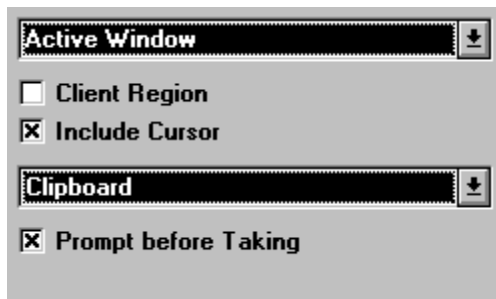 Active Window
Client Region
Include Cursor
Clipboard
Prompt before Taking